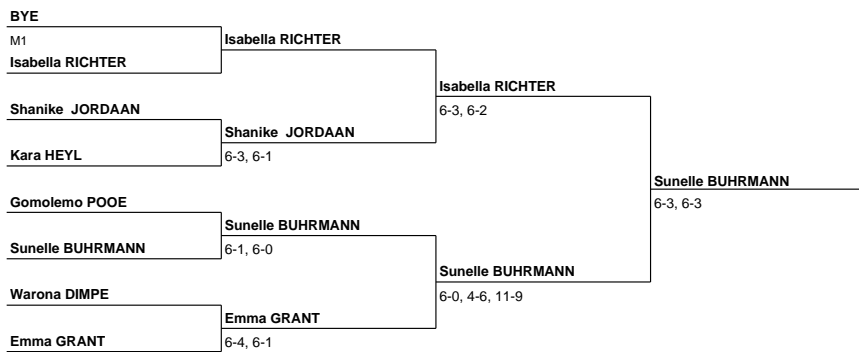 BYE
M1
Isabella RICHTER
Isabella RICHTER
Shanike JORDAAN
Kara HEYL
Shanike JORDAAN
6-3, 6-1
Isabella RICHTER
6-3, 6-2
Gomolemo POOE
Sunelle BUHRMANN
Sunelle BUHRMANN
6-1, 6-0
Warona DIMPE
Emma GRANT
Emma GRANT
6-4, 6-1
Sunelle BUHRMANN
6-0, 4-6, 11-9
Sunelle BUHRMANN
6-3, 6-3